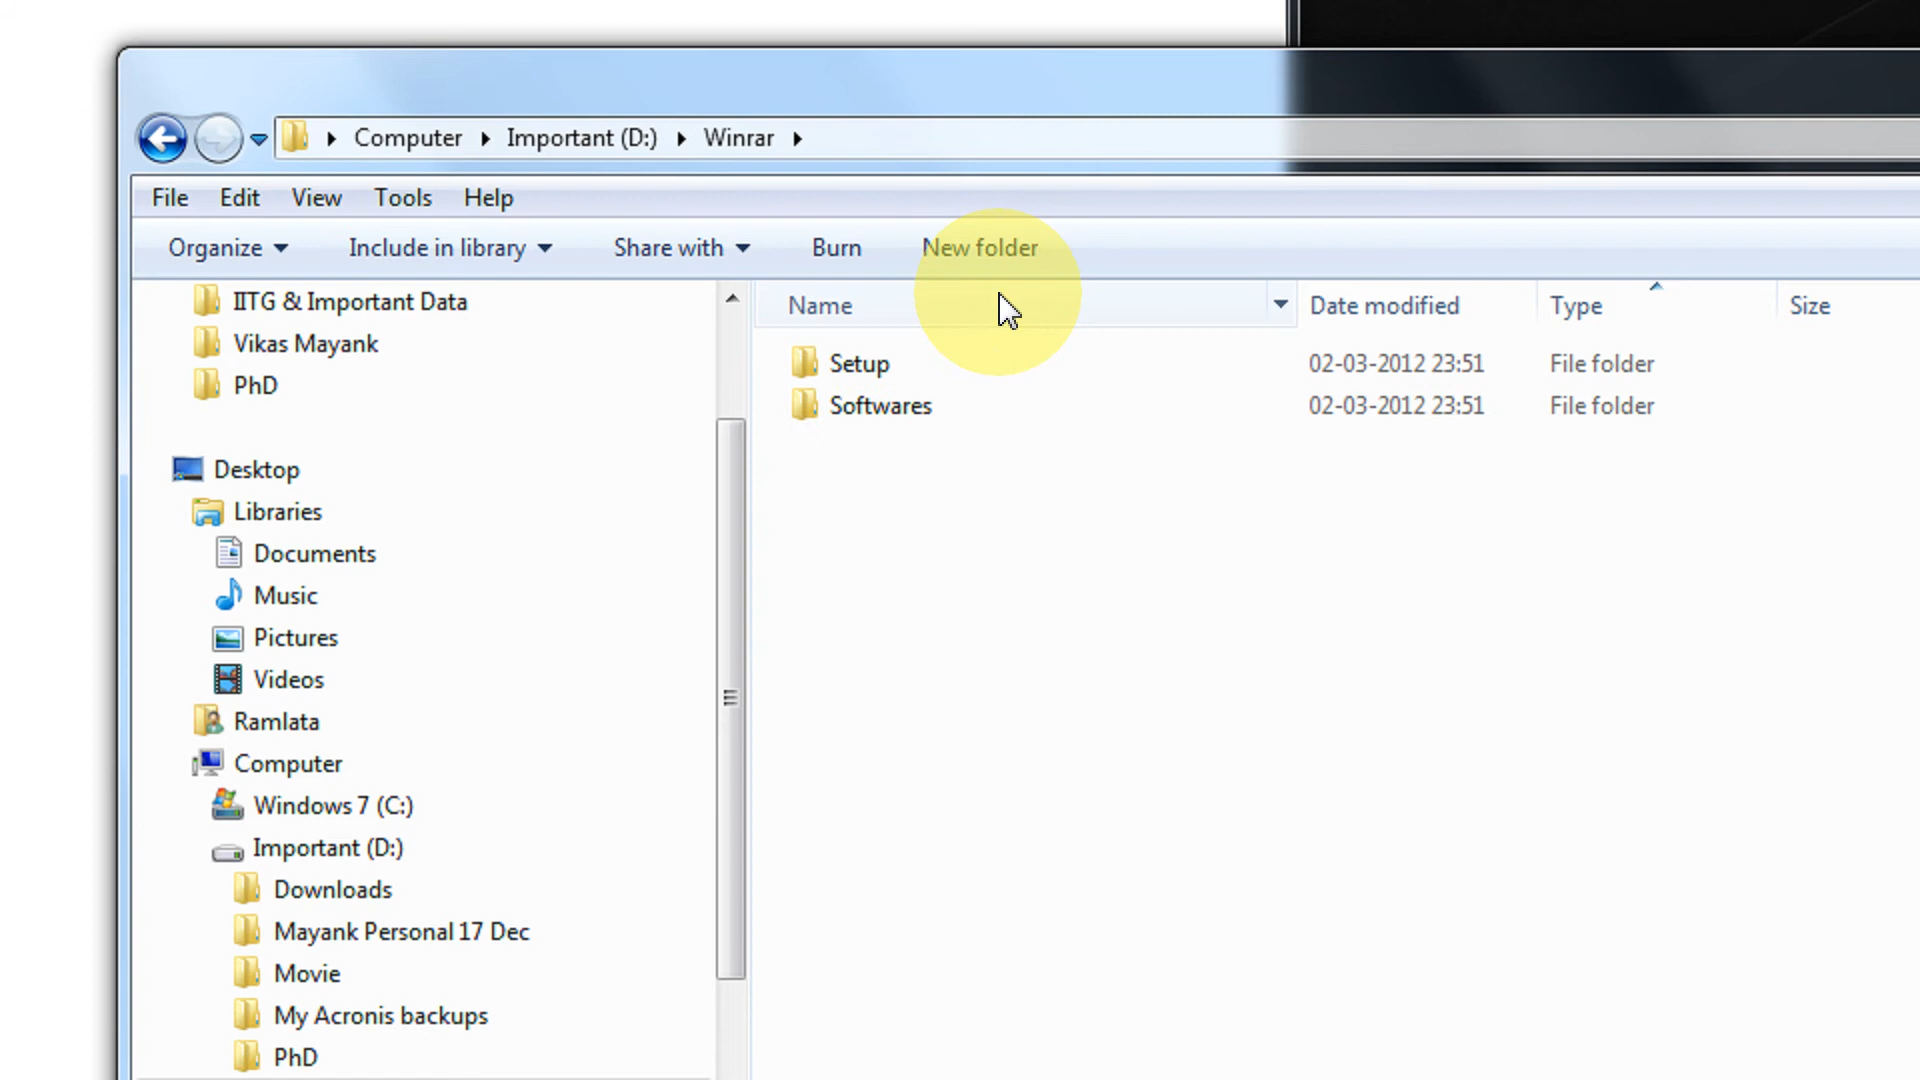 Computer Important (D:) Winrar
File Edit View Tools Help
Organize Include in library Share with Burn New folder
IITG & Important Data
Vikas Mayank
PhD
Desktop
Libraries
Documents
Music
Pictures
Videos
Ramlata
Computer
Windows 7 (C:)
Important (D:)
Downloads
Mayank Personal 17 Dec
Movie
My Acronis backups
PhD
Name Date modified Type Size
Setup 02-03-2012 23:51 File folder
Softwares 02-03-2012 23:51 File folder